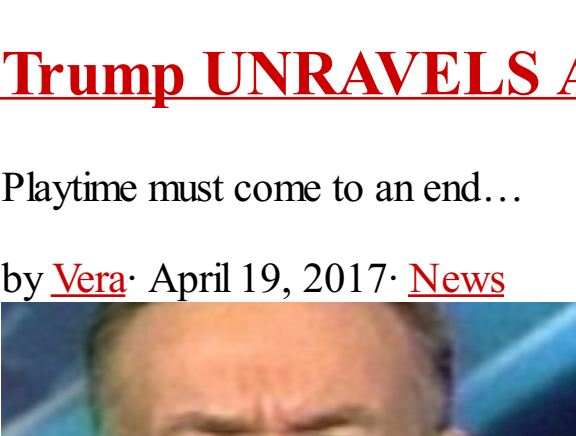 Trump UNRAVELS
Playtime must come to an end…
by Vera· April 19, 2017· News